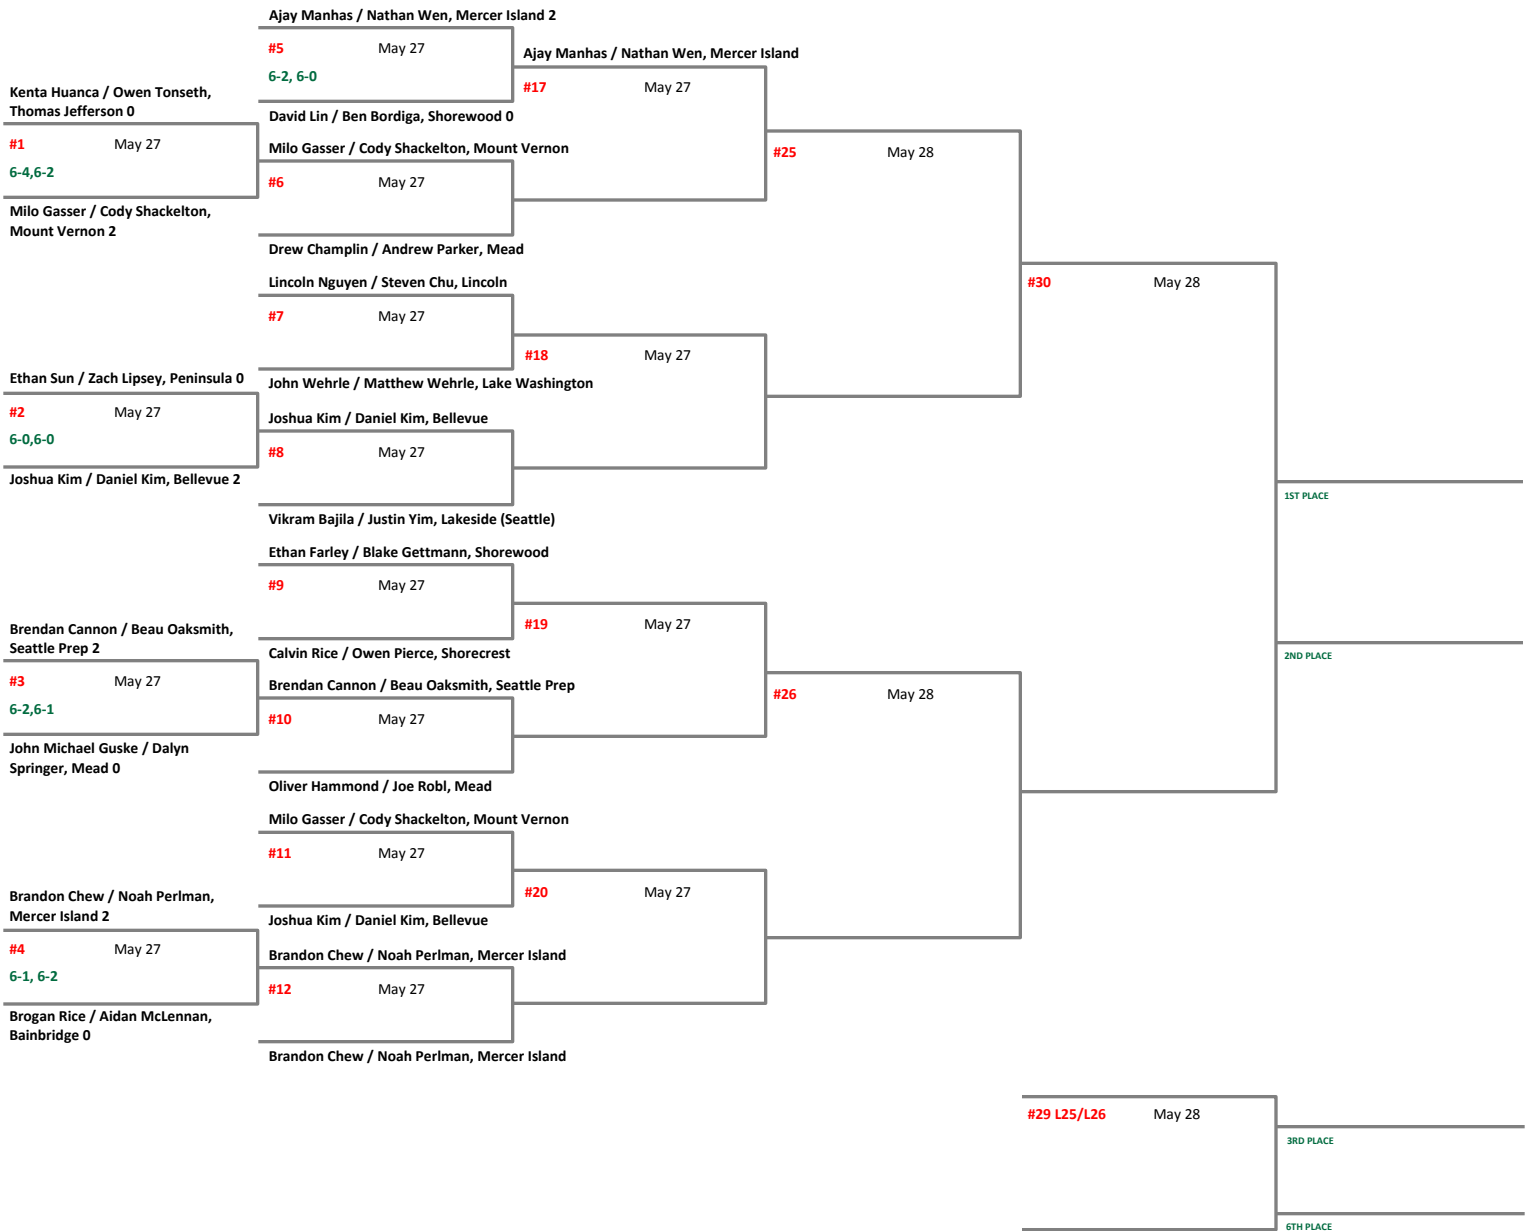 Ajay Manhas / Nathan Wen, Mercer Island 2
#5 May 27
6-2, 6-0
Ajay Manhas / Nathan Wen, Mercer Island
#17 May 27
Kenta Huanca / Owen Tonseth,
Thomas Jefferson 0
David Lin / Ben Bordiga, Shorewood 0
#1 May 27
6-4,6-2
Milo Gasser / Cody Shackelton, Mount Vernon
#25 May 28
#6 May 27
Milo Gasser / Cody Shackelton,
Mount Vernon 2
Drew Champlin / Andrew Parker, Mead
Lincoln Nguyen / Steven Chu, Lincoln
#30 May 28
#7 May 27
#18 May 27
Ethan Sun / Zach Lipsey, Peninsula 0
John Wehrle / Matthew Wehrle, Lake Washington
#2 May 27
6-0,6-0
Joshua Kim / Daniel Kim, Bellevue
#8 May 27
Joshua Kim / Daniel Kim, Bellevue 2
1ST PLACE
Vikram Bajila / Justin Yim, Lakeside (Seattle)
Ethan Farley / Blake Gettmann, Shorewood
#9 May 27
#19 May 27
Brendan Cannon / Beau Oaksmith,
Seattle Prep 2
Calvin Rice / Owen Pierce, Shorecrest
2ND PLACE
#3 May 27
6-2,6-1
Brendan Cannon / Beau Oaksmith, Seattle Prep
#26 May 28
#10 May 27
John Michael Guske / Dalyn
Springer, Mead 0
Oliver Hammond / Joe Robl, Mead
Milo Gasser / Cody Shackelton, Mount Vernon
#11 May 27
#20 May 27
Brandon Chew / Noah Perlman,
Mercer Island 2
Joshua Kim / Daniel Kim, Bellevue
#4 May 27
6-1, 6-2
Brandon Chew / Noah Perlman, Mercer Island
#12 May 27
Brogan Rice / Aidan McLennan,
Bainbridge 0
Brandon Chew / Noah Perlman, Mercer Island
#29 L25/L26 May 28
3RD PLACE
6TH PLACE